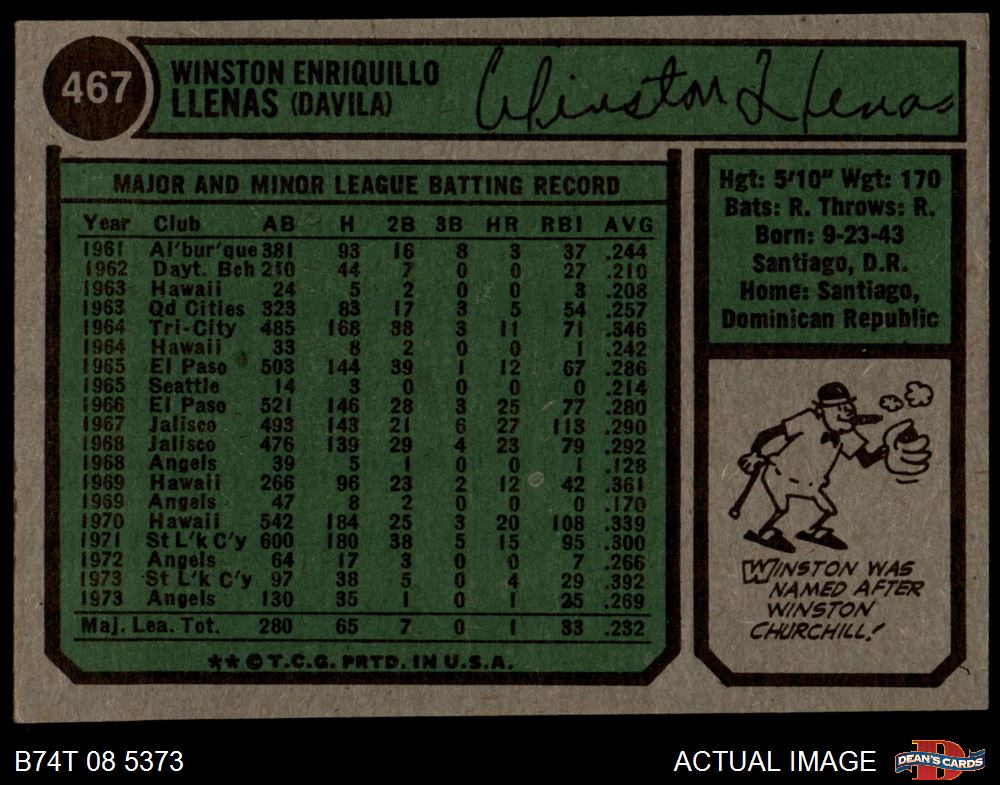 467
WINSTON ENRIQUILLO
LLENAS (DAVILA)
Winston Llenas
MAJOR AND MINOR LEAGUE BATTING RECORD
Year Club AB H 2B 3B HR RBI AVG
1961 Al'bur'que 381 93 16 8 3 37 .244
1962 Dayt. Bch 210 44 7 0 0 27 .210
1963 Hawaii 24 5 2 0 0 3 .208
1963 Qd Cities 323 83 17 3 5 54 .257
1964 Tri-City 485 168 38 3 11 71 .346
1964 Hawaii 33 8 2 0 0 1 .242
1965 El Paso 503 144 39 1 12 67 .286
1965 Seattle 14 3 0 0 0 0 .214
1966 El Paso 521 146 28 3 25 77 .280
1967 Jalisco 493 143 21 6 27 113 .290
1968 Jalisco 476 139 29 4 23 79 .292
1968 Angels 39 5 1 0 0 1 .128
1969 Hawaii 266 96 23 2 12 42 .361
1969 Angels 47 8 2 0 0 0 .170
1970 Hawaii 542 184 25 3 20 108 .339
1971 St L'k C'y 600 180 38 5 15 95 .300
1972 Angels 64 17 3 0 0 7 .266
1973 St L'k C'y 97 38 5 0 4 29 .392
1973 Angels 130 35 1 0 1 25 .269
Maj. Lea. Tot. 280 65 7 0 1 33 .232
** © T.C.G. PRTD. IN U.S.A.
Hgt: 5'10" Wgt: 170
Bats: R. Throws: R.
Born: 9-23-43
Santiago, D.R.
Home: Santiago,
Dominican Republic
WINSTON WAS
NAMED AFTER
WINSTON
CHURCHILL!
B74T 08 5373
ACTUAL IMAGE
D
DEAN'S CARDS